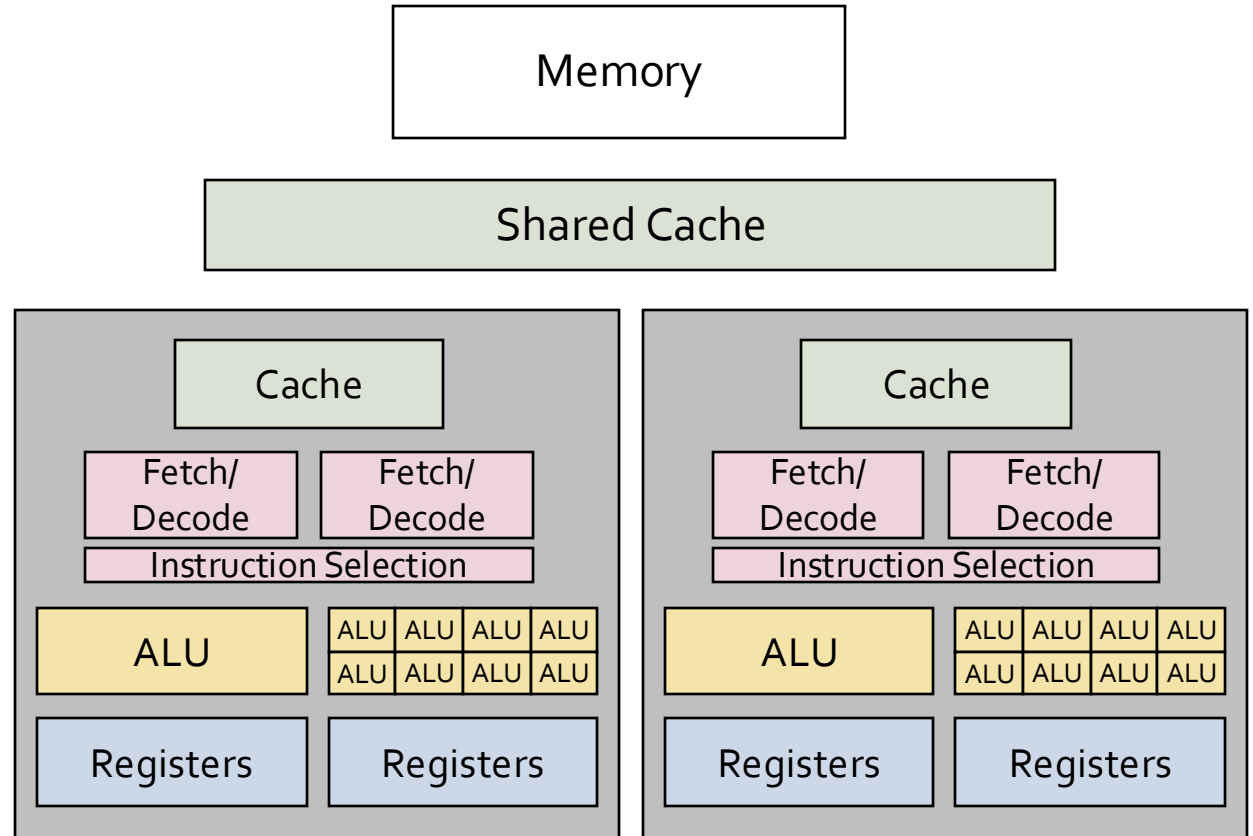 Memory
Shared Cache
Cache
Fetch/
Decode
Fetch/
Decode
Instruction Selection
ALU
ALU ALU ALU ALU
ALU ALU ALU ALU
Registers
Registers
Cache
Fetch/
Decode
Fetch/
Decode
Instruction Selection
ALU
ALU ALU ALU ALU
ALU ALU ALU ALU
Registers
Registers